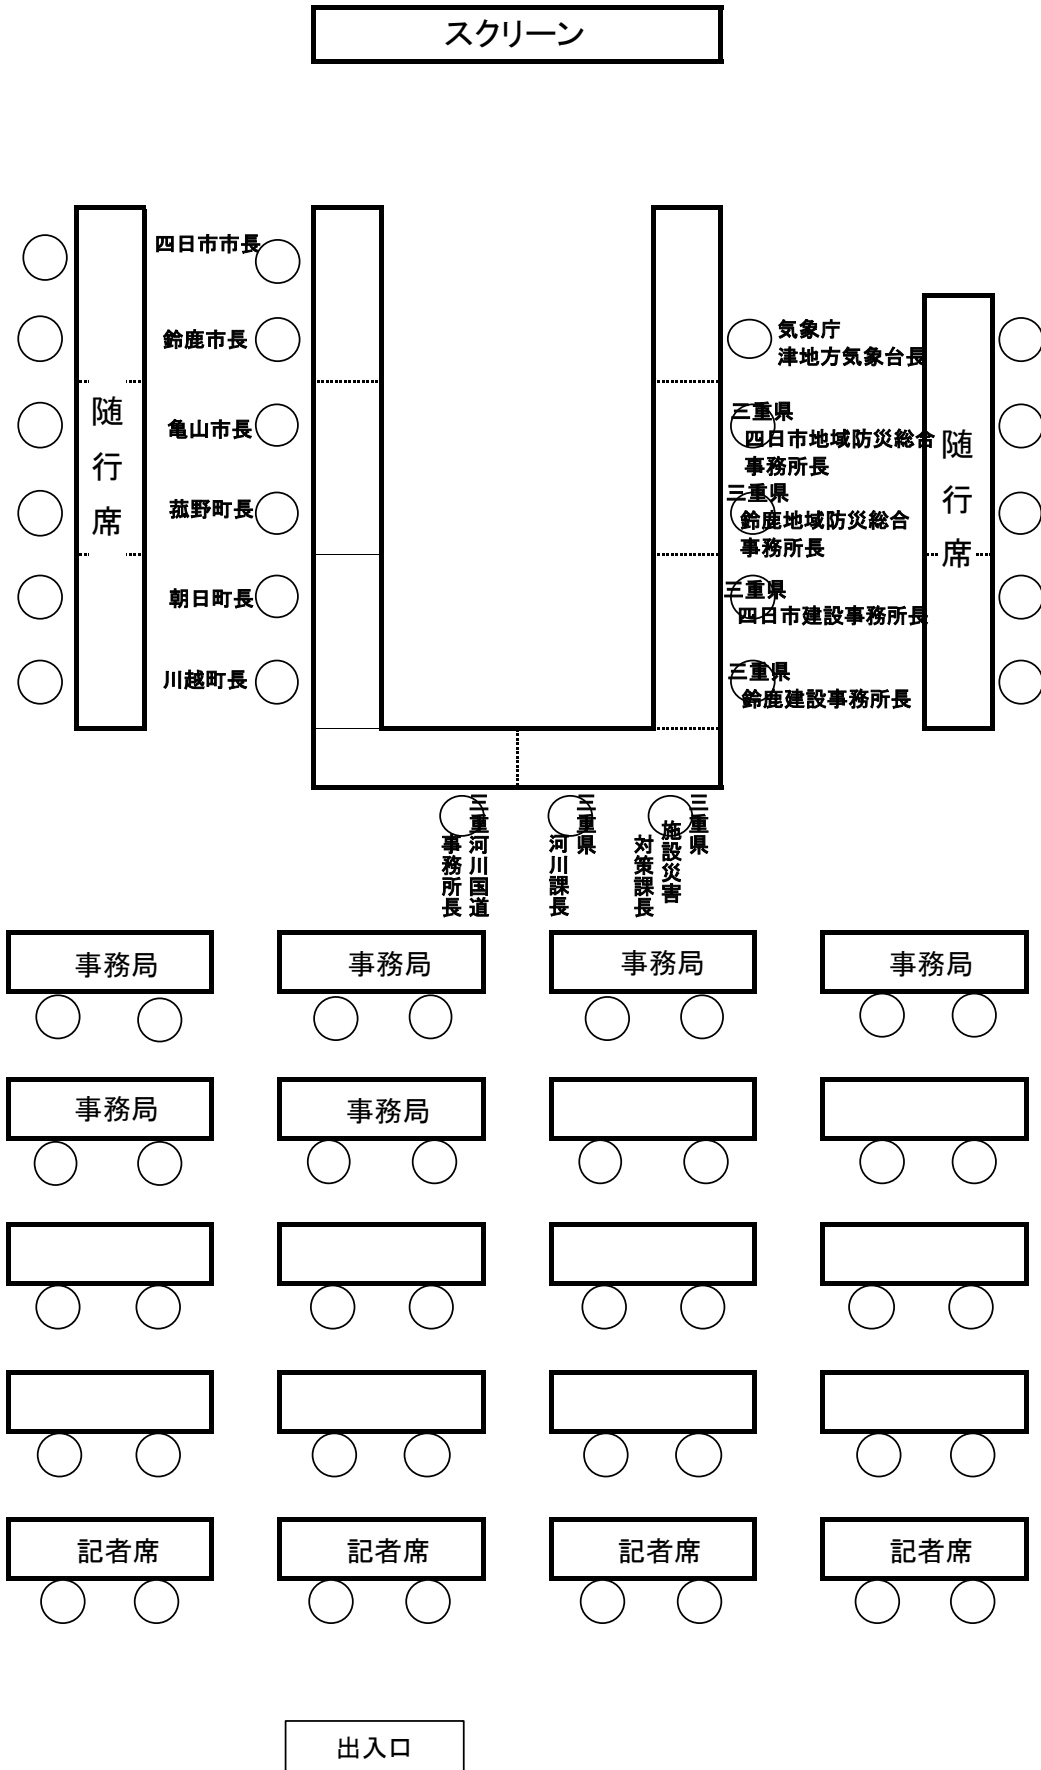 スクリーン
四日市市長
鈴鹿市長
亀山市長
菰野町長
朝日町長
川越町長
随行席
気象庁
津地方気象台長
三重県
四日市地域防災総合
事務所長
三重県
鈴鹿地域防災総合
事務所長
三重県
四日市建設事務所長
三重県
鈴鹿建設事務所長
随行席
三重河川国道
事務所長
三重県
河川課長
三重県
施設災害
対策課長
事務局
事務局
事務局
事務局
事務局
事務局
記者席
記者席
記者席
記者席
出入口